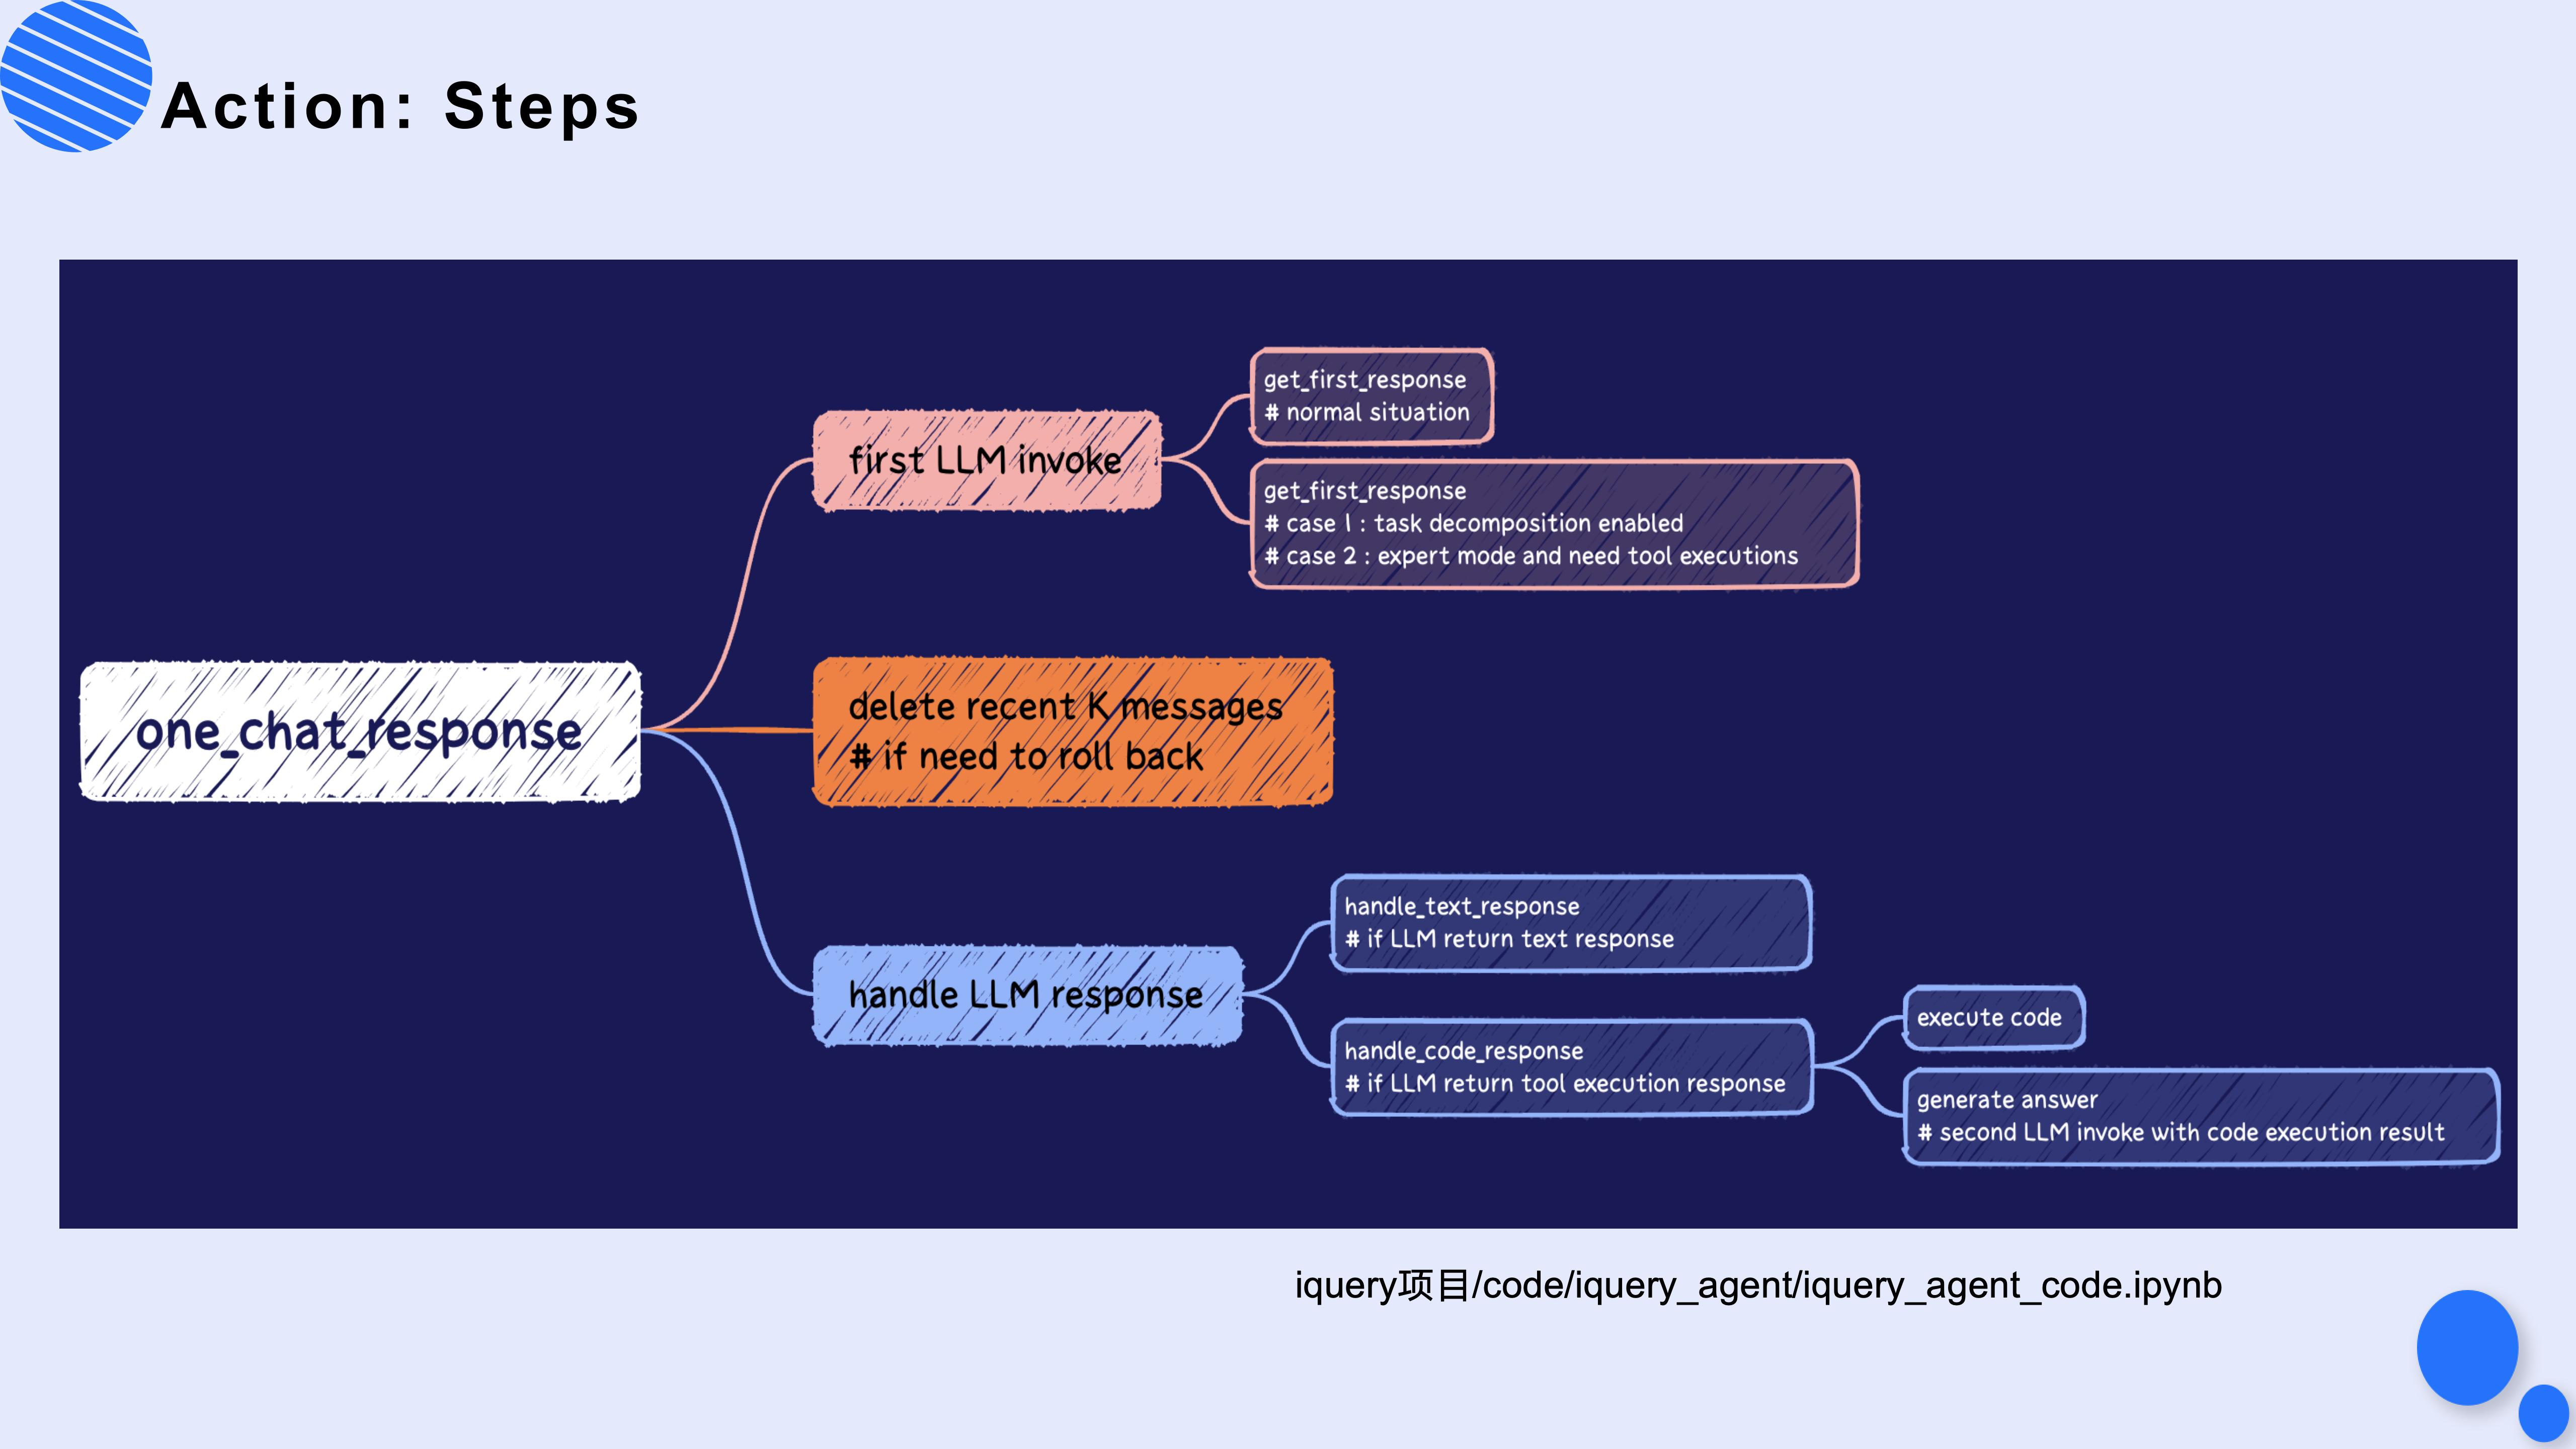 Action: Steps
get_first_response
# normal situation
first LLM invoke
get_first_response
# case 1 : task decomposition enabled
# case 2 : expert mode and need tool executions
one_chat_response
delete recent K messages
# if need to roll back
handle_text_response
# if LLM return text response
handle LLM response
handle_code_response
# if LLM return tool execution response
execute code
generate answer
# second LLM invoke with code execution result
iquery项目/code/iquery_agent/iquery_agent_code.ipynb